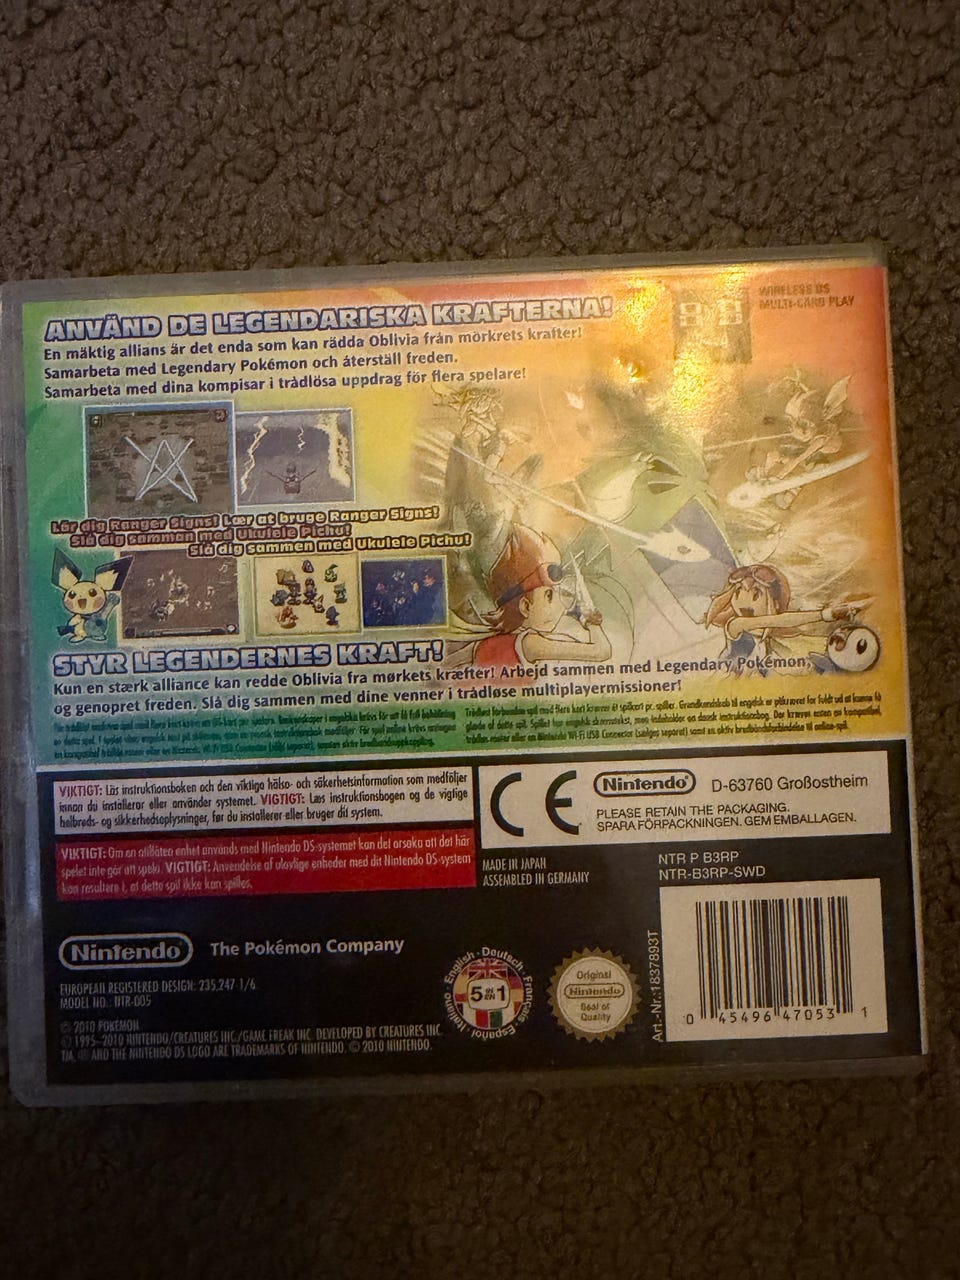 WIRELESS DS
MULTI-CARD PLAY
ANVÄND DE LEGENDARISKA KRAFTERNA!
En mäktig allians är det enda som kan rädda Oblivia från mörkrets krafter!
Samarbeta med Legendary Pokémon och återställ freden.
Samarbeta med dina kompisar i trådlösa uppdrag för flera spelare!
Lär dig Ranger Signs! Lær at bruge Ranger Signs!
Slå dig samman med Ukulele Pichu!
Slå dig sammen med Ukulele Pichu!
STYR LEGENDERNES KRAFT!
Kun en stærk alliance kan redde Oblivia fra mørkets kræfter! Arbejd sammen med Legendary Pokémon,
og genopret freden. Slå dig sammen med dine venner i trådløse multiplayermissioner!
VIKTIGT: Läs instruktionsboken och den viktiga hälso- och säkerhetsinformation som medföljer
innan du installerar eller använder systemet. VIGTIGT: Læs instruktionsbogen og de vigtige
helbreds- og sikkerhedsoplysninger, før du installerer eller bruger dit system.
VIKTIGT: Om en otillåten enhet används med Nintendo DS-systemet kan det orsaka att det här
spelet inte går att spela. VIGTIGT: Anvendelse af ulovlige enheder med dit Nintendo DS-system
kan resultere i, at dette spil ikke kan spilles.
CE
Nintendo
D-63760 Großostheim
PLEASE RETAIN THE PACKAGING.
SPARA FÖRPACKNINGEN. GEM EMBALLAGEN.
MADE IN JAPAN
ASSEMBLED IN GERMANY
NTR P B3RP
NTR-B3RP-SWD
Nintendo
The Pokémon Company
EUROPEAN REGISTERED DESIGN: 235.247-1/6
MODEL NO.: NTR-005
© 2010 POKÉMON.
© 1995–2010 NINTENDO/CREATURES INC./GAME FREAK INC. DEVELOPED BY CREATURES INC.
TM, ® AND THE NINTENDO DS LOGO ARE TRADEMARKS OF NINTENDO. © 2010 NINTENDO.
Italiano · English · Deutsch · Français · Español
5 IN 1
Original
Nintendo
Seal of
Quality
Art.-Nr.:1837893T
0 45496 47053 1